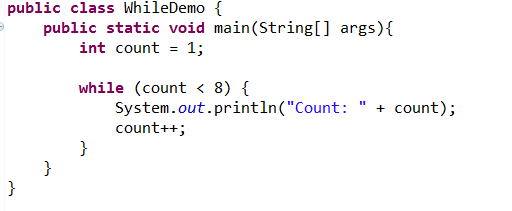 public class WhileDemo {
    public static void main(String[] args){
        int count = 1;

        while (count < 8) {
            System.out.println("Count: " + count);
            count++;
        }
    }
}